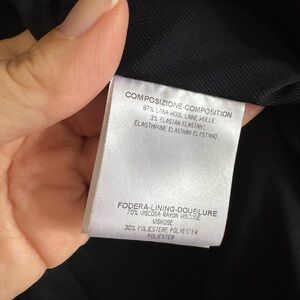 COMPOSIZIONE-COMPOSITION
97% LANA WOOL LAINE WOLLE
3% ELASTAN ELASTANE
ELASTHANNE ELASTHAN ELASTANO
FODERA-LINING-DOUBLURE
70% VISCOSA RAYON VISCOSE
VISKOSE
30% POLIESTERE POLYESTER
POLIESTER